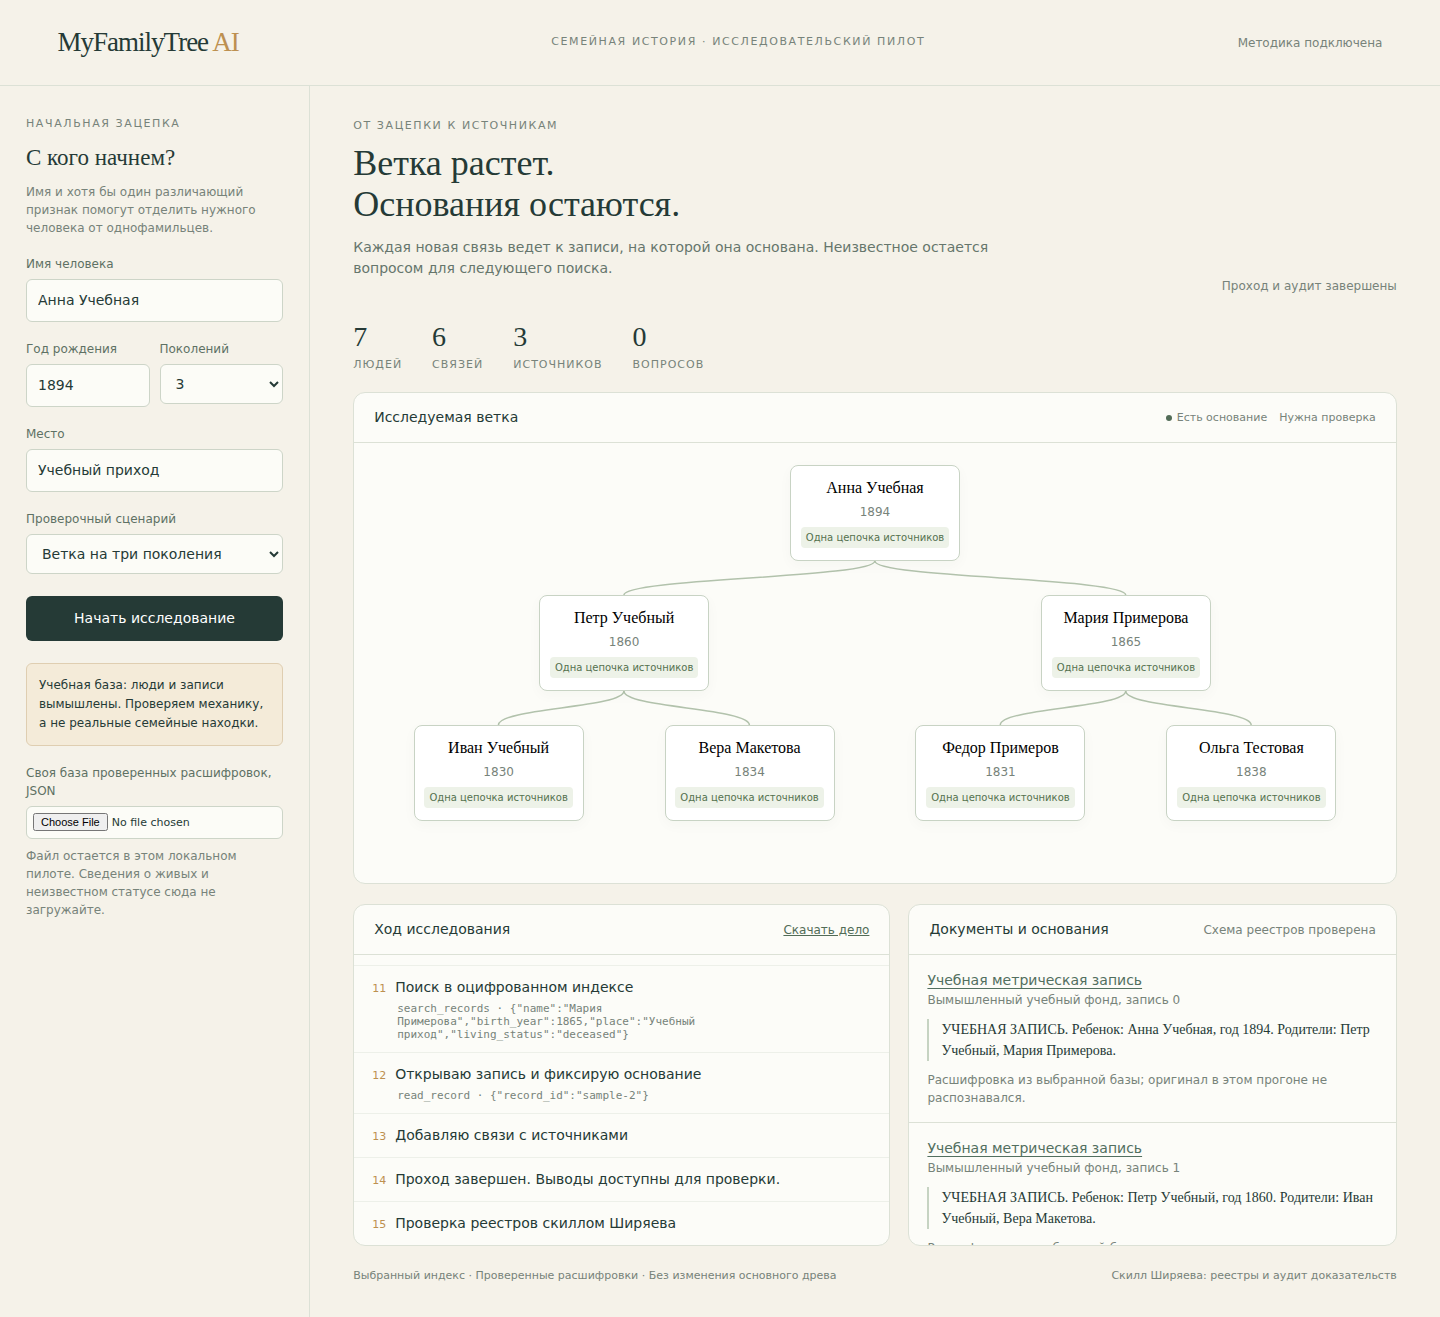 MyFamilyTree AI
СЕМЕЙНАЯ ИСТОРИЯ · ИССЛЕДОВАТЕЛЬСКИЙ ПИЛОТ
Методика подключена
НАЧАЛЬНАЯ ЗАЦЕПКА
С кого начнем?
Имя и хотя бы один различающий
признак помогут отделить нужного
человека от однофамильцев.
Имя человека
Анна Учебная
Год рождения
Поколений
1894
3
Место
Учебный приход
Проверочный сценарий
Ветка на три поколения
Начать исследование
Учебная база: люди и записи
вымышлены. Проверяем механику,
а не реальные семейные находки.
Своя база проверенных расшифровок,
JSON
Choose File No file chosen
Файл остается в этом локальном
пилоте. Сведения о живых и
неизвестном статусе сюда не
загружайте.
ОТ ЗАЦЕПКИ К ИСТОЧНИКАМ
Ветка растет.
Основания остаются.
Каждая новая связь ведет к записи, на которой она основана. Неизвестное остается
вопросом для следующего поиска.
Проход и аудит завершены
7
ЛЮДЕЙ
6
СВЯЗЕЙ
3
ИСТОЧНИКОВ
0
ВОПРОСОВ
Исследуемая ветка
Есть основание
Нужна проверка
Анна Учебная
1894
Одна цепочка источников
Петр Учебный
1860
Одна цепочка источников
Мария Примерова
1865
Одна цепочка источников
Иван Учебный
1830
Одна цепочка источников
Вера Макетова
1834
Одна цепочка источников
Федор Примеров
1831
Одна цепочка источников
Ольга Тестовая
1838
Одна цепочка источников
Ход исследования
Скачать дело
11 Поиск в оцифрованном индексе
search_records · {"name":"Мария
Примерова","birth_year":1865,"place":"Учебный
приход","living_status":"deceased"}
12 Открываю запись и фиксирую основание
read_record · {"record_id":"sample-2"}
13 Добавляю связи с источниками
14 Проход завершен. Выводы доступны для проверки.
15 Проверка реестров скиллом Ширяева
Документы и основания
Схема реестров проверена
Учебная метрическая запись
Вымышленный учебный фонд, запись 0
УЧЕБНАЯ ЗАПИСЬ. Ребенок: Анна Учебная, год 1894. Родители: Петр
Учебный, Мария Примерова.
Расшифровка из выбранной базы; оригинал в этом прогоне не
распознавался.
Учебная метрическая запись
Вымышленный учебный фонд, запись 1
УЧЕБНАЯ ЗАПИСЬ. Ребенок: Петр Учебный, год 1860. Родители: Иван
Учебный, Вера Макетова.
Выбранный индекс · Проверенные расшифровки · Без изменения основного древа
Скилл Ширяева: реестры и аудит доказательств